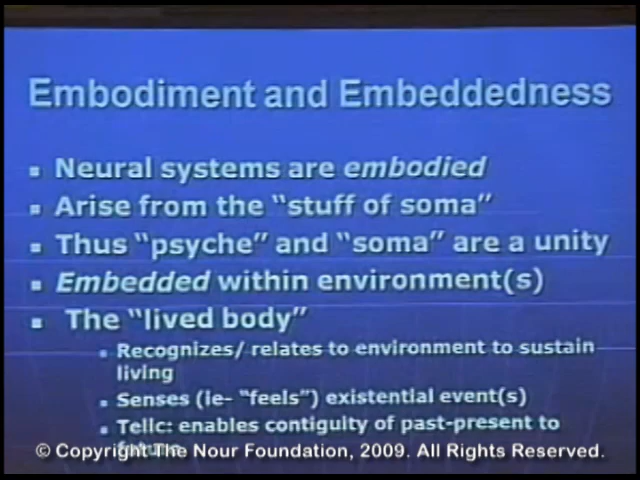 Embodiment and Embeddedness
▪ Neural systems are embodied
▪ Arise from the “stuff of soma”
▪ Thus “psyche” and “soma” are a unity
▪ Embedded within environment(s)
▪ The “lived body”
▪ Recognizes/ relates to environment to sustain
living
▪ Senses (ie- “feels”) existential event(s)
▪ Telic: enables contiguity of past-present to
future
© Copyright The Nour Foundation, 2009. All Rights Reserved.